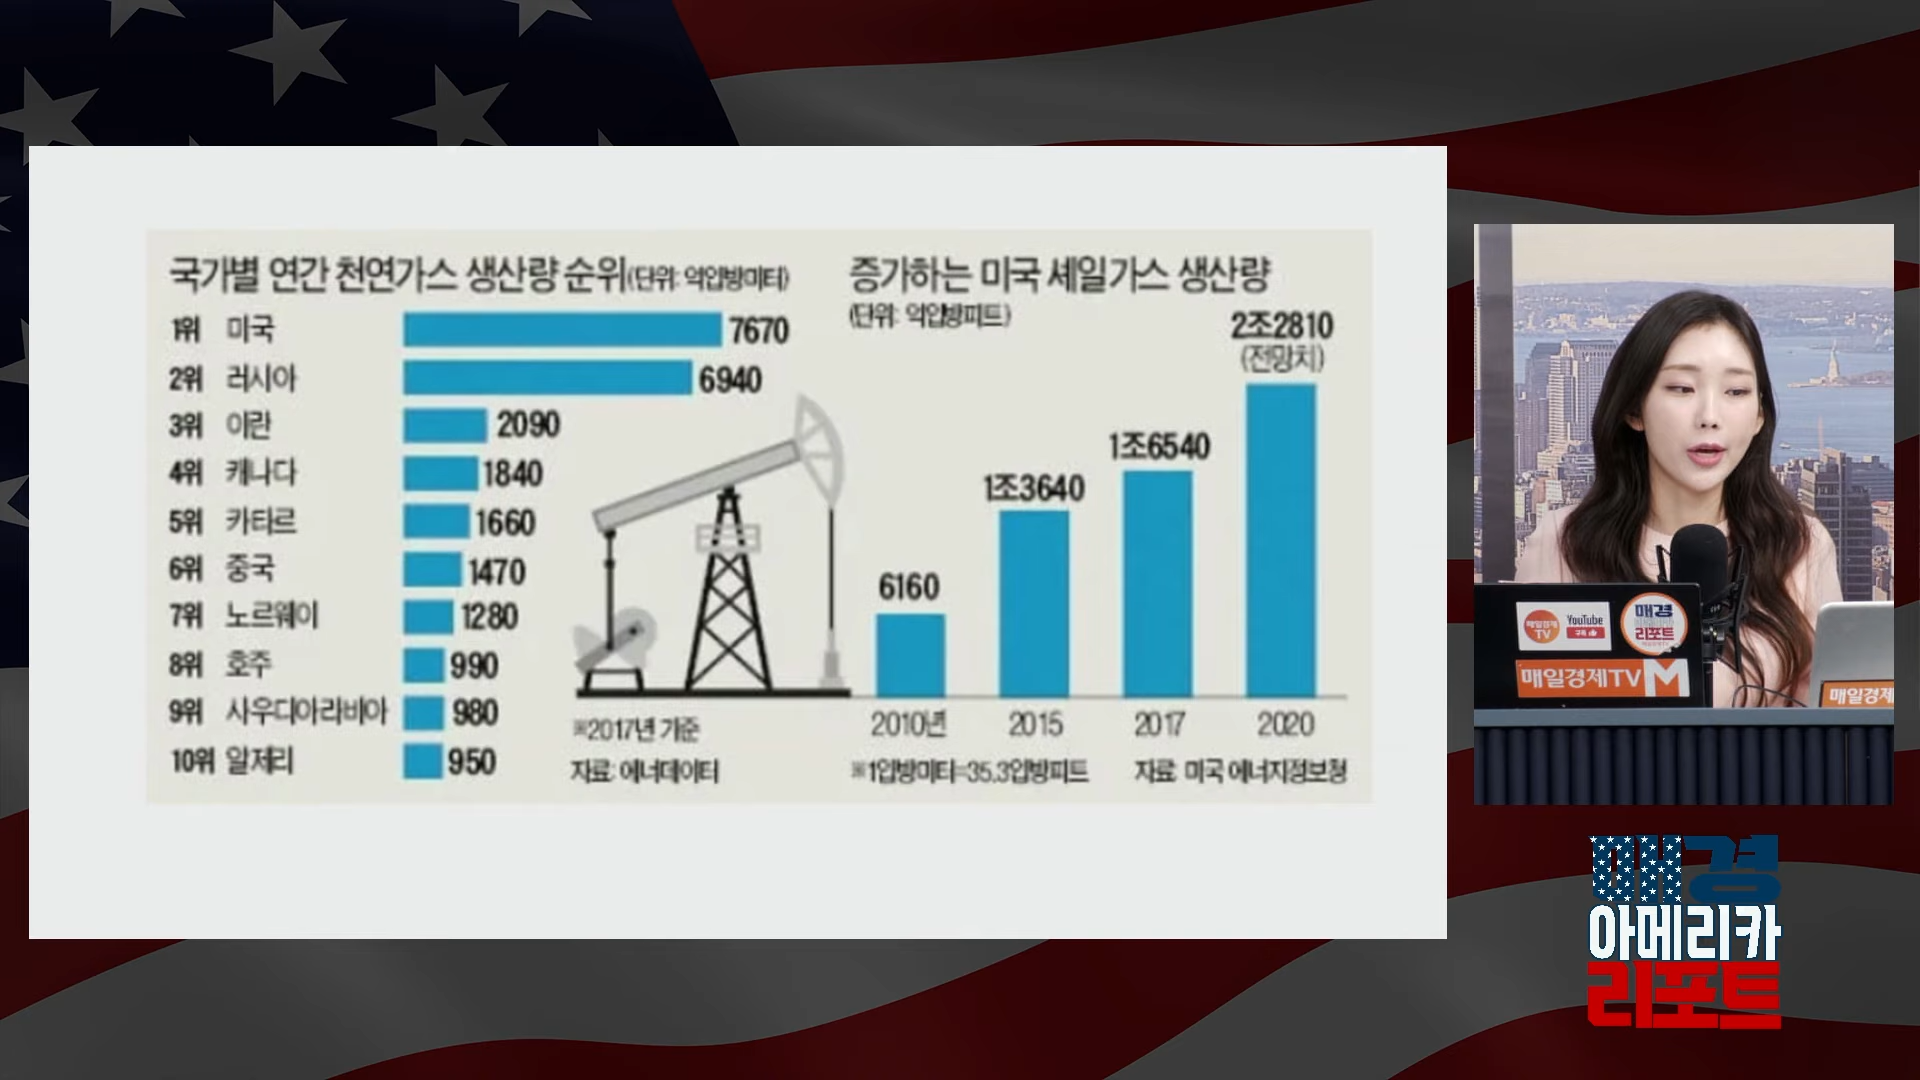 국가별 연간 천연가스 생산량 순위(단위: 억입방미터)
1위 미국 7670
2위 러시아 6940
3위 이란 2090
4위 캐나다 1840
5위 카타르 1660
6위 중국 1470
7위 노르웨이 1280
8위 호주 990
9위 사우디아라비아 980
10위 알제리 950
※2017년 기준
자료: 에너데이터
증가하는 미국 셰일가스 생산량
(단위: 억입방피트)
6160
1조3640
1조6540
2조2810
(전망치)
2010년 2015 2017 2020
※1입방미터=35.3입방피트 자료: 미국 에너지정보청
매일경제
TV
YouTube
구독
매경
리포트
매일경제TV M
매일경제
매경
아메리카
리포트